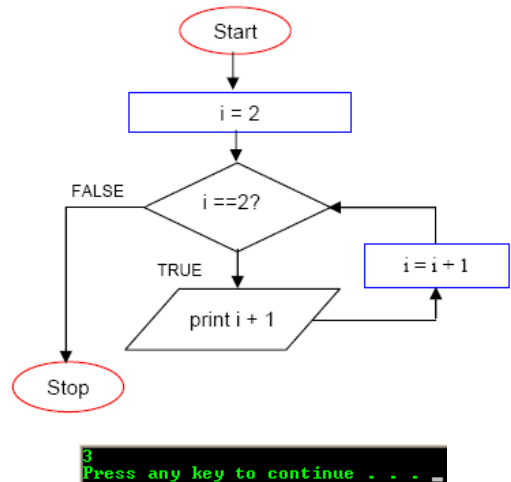 Start
i = 2
FALSE
i ==2?
TRUE
i = i + 1
print i + 1
Stop
3
Press any key to continue . . . _